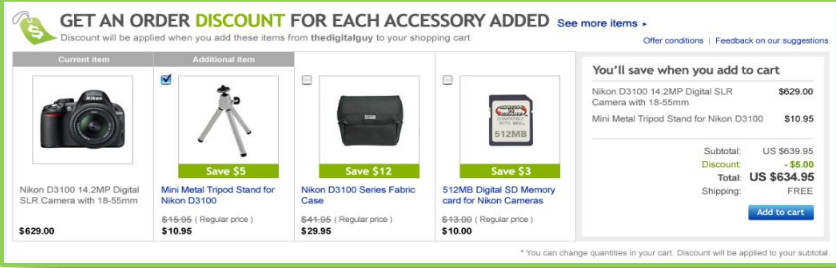 GET AN ORDER DISCOUNT FOR EACH ACCESSORY ADDED See more items ▸
Discount will be applied when you add these items from thedigitalguy to your shopping cart
Offer conditions | Feedback on our suggestions
Current item
Additional item
Nikon
Save $5
Save $12
512MB
Save $3
Nikon D3100 14.2MP Digital
SLR Camera with 18-55mm
$629.00
Mini Metal Tripod Stand for
Nikon D3100
$15.95 ( Regular price )
$10.95
Nikon D3100 Series Fabric
Case
$41.95 ( Regular price )
$29.95
512MB Digital SD Memory
card for Nikon Cameras
$13.00 ( Regular price )
$10.00
You'll save when you add to cart
Nikon D3100 14.2MP Digital SLR $629.00
Camera with 18-55mm
Mini Metal Tripod Stand for Nikon D3100 $10.95
Subtotal: US $639.95
Discount: - $5.00
Total: US $634.95
Shipping: FREE
Add to cart
* You can change quantities in your cart. Discount will be applied to your subtotal.